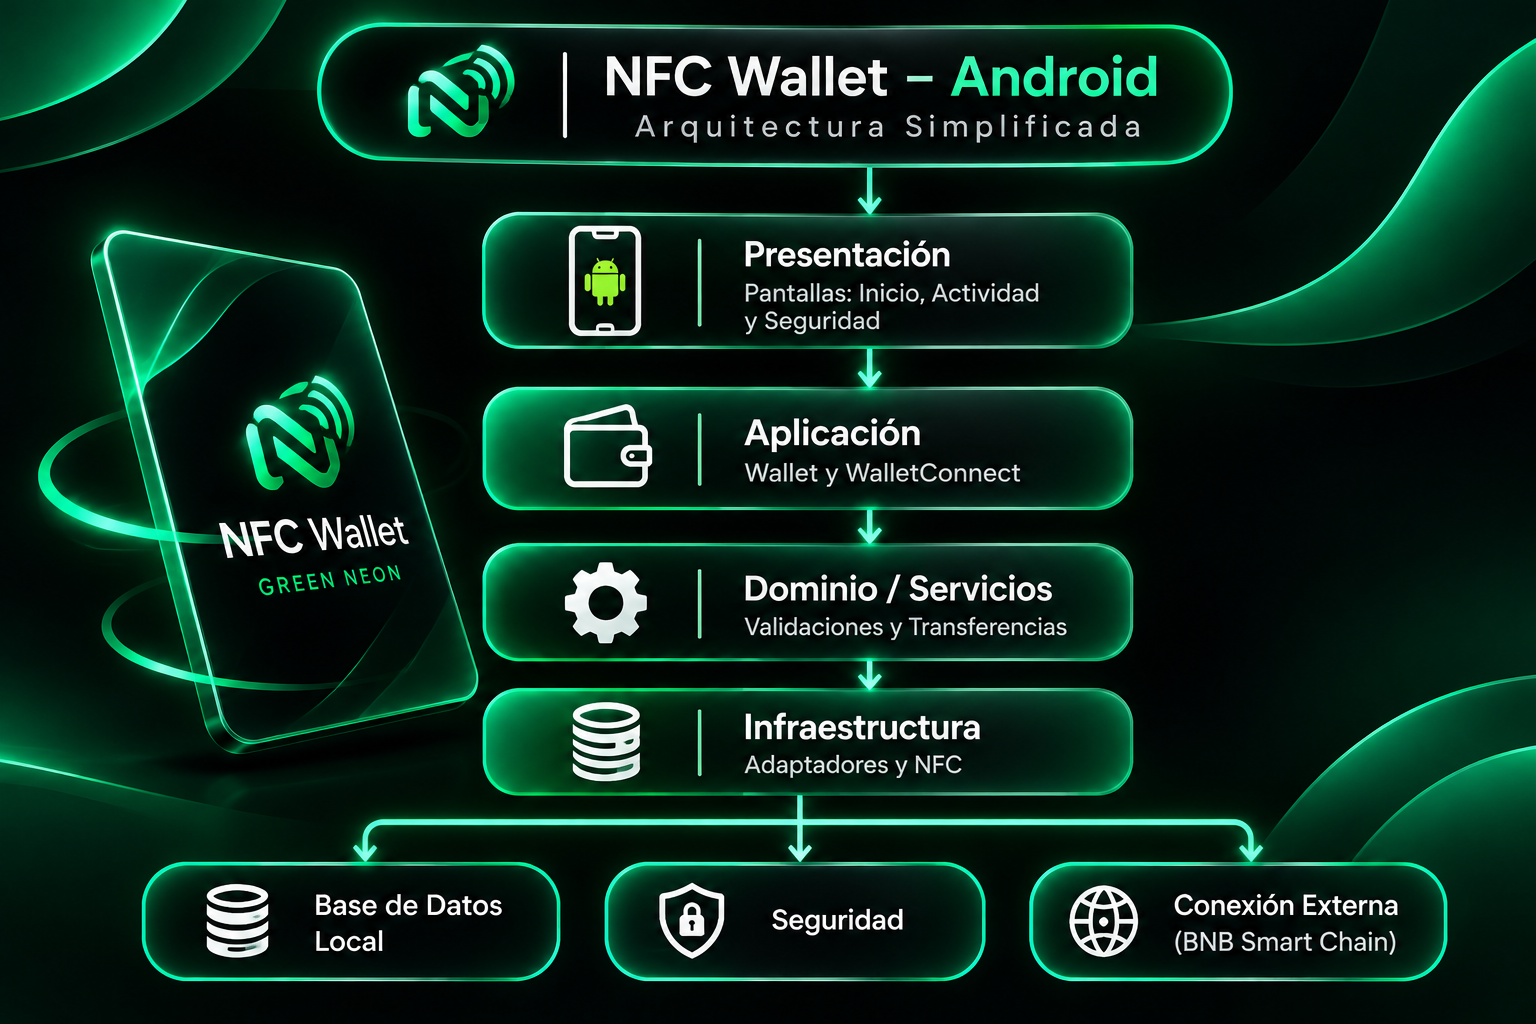 NFC Wallet – Android
Arquitectura Simplificada
Presentación
Pantallas: Inicio, Actividad
y Seguridad
Aplicación
Wallet y WalletConnect
NFC Wallet
GREEN NEON
Dominio / Servicios
Validaciones y Transferencias
Infraestructura
Adaptadores y NFC
Base de Datos
Local
Seguridad
Conexión Externa
(BNB Smart Chain)